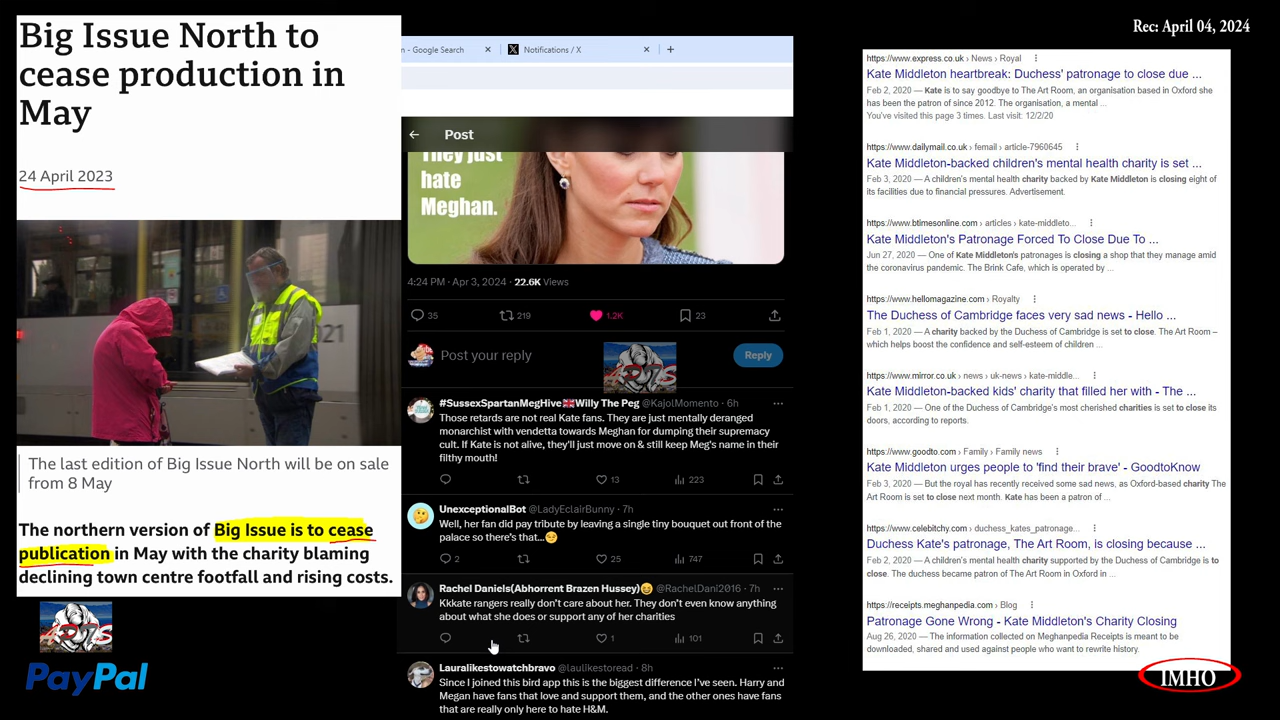 Rec: April 04, 2024
Big Issue North to
cease production in
May
24 April 2023
The last edition of Big Issue North will be on sale
from 8 May
The northern version of Big Issue is to cease
publication in May with the charity blaming
declining town centre footfall and rising costs.
PayPal
n - Google Search
Notifications / X
Post
They just
hate
Meghan.
4:24 PM · Apr 3, 2024 · 22.6K Views
35 219 1.2K 23
Post your reply
Reply
#SussexSpartanMegHive🇬🇧Willy The Peg @KajolMomento · 6h
Those retards are not real Kate fans. They are just mentally deranged
monarchist with vendetta towards Meghan for dumping their supremacy
cult. If Kate is not alive, they'll just move on & still keep Meg's name in their
filthy mouth!
13 223
UnexceptionalBot @LadyEclairBunny · 7h
Well, her fan did pay tribute by leaving a single tiny bouquet out front of the
palace so there's that...😏
2 25 747
Rachel Daniels(Abhorrent Brazen Hussey)😉 @RachelDani2016 · 7h
Kkkate rangers really don't care about her. They don't even know anything
about what she does or support any of her charities
1 101
Lauralikestowatchbravo @laulikestoread · 8h
Since I joined this bird app this is the biggest difference I've seen. Harry and
Megan have fans that love and support them, and the other ones have fans
that are really only here to hate H&M.
https://www.express.co.uk › News › Royal
Kate Middleton heartbreak: Duchess' patronage to close due ...
Feb 2, 2020 — Kate is to say goodbye to The Art Room, an organisation based in Oxford she
has been the patron of since 2012. The organisation, a mental ...
You've visited this page 3 times. Last visit: 12/2/20
https://www.dailymail.co.uk › femail › article-7960645
Kate Middleton-backed children's mental health charity is set ...
Feb 3, 2020 — A children's mental health charity backed by Kate Middleton is closing eight of
its facilities due to financial pressures. Advertisement.
https://www.btimesonline.com › articles › kate-middleto...
Kate Middleton's Patronage Forced To Close Due To ...
Jun 27, 2020 — One of Kate Middleton's patronages is closing a shop that they manage amid
the coronavirus pandemic. The Brink Cafe, which is operated by ...
https://www.hellomagazine.com › Royalty
The Duchess of Cambridge faces very sad news - Hello ...
Feb 1, 2020 — A charity backed by the Duchess of Cambridge is set to close. The Art Room –
which helps boost the confidence and self-esteem of children ...
https://www.mirror.co.uk › news › uk-news › kate-middle...
Kate Middleton-backed kids' charity that filled her with - The ...
Feb 1, 2020 — One of the Duchess of Cambridge's most cherished charities is set to close its
doors, according to reports.
https://www.goodto.com › Family › Family news
Kate Middleton urges people to 'find their brave' - GoodtoKnow
Feb 3, 2020 — But the royal has recently received some sad news, as Oxford-based charity The
Art Room is set to close next month. Kate has been a patron of ...
https://www.celebitchy.com › duchess_kates_patronage...
Duchess Kate's patronage, The Art Room, is closing because ...
Feb 2, 2020 — A children's mental health charity supported by the Duchess of Cambridge is to
close. The duchess became patron of The Art Room in Oxford in ...
https://receipts.meghanpedia.com › Blog
Patronage Gone Wrong - Kate Middleton's Charity Closing
Aug 26, 2020 — The information collected on Meghanpedia Receipts is meant to be
downloaded, shared and used against people who want to rewrite history.
IMHO